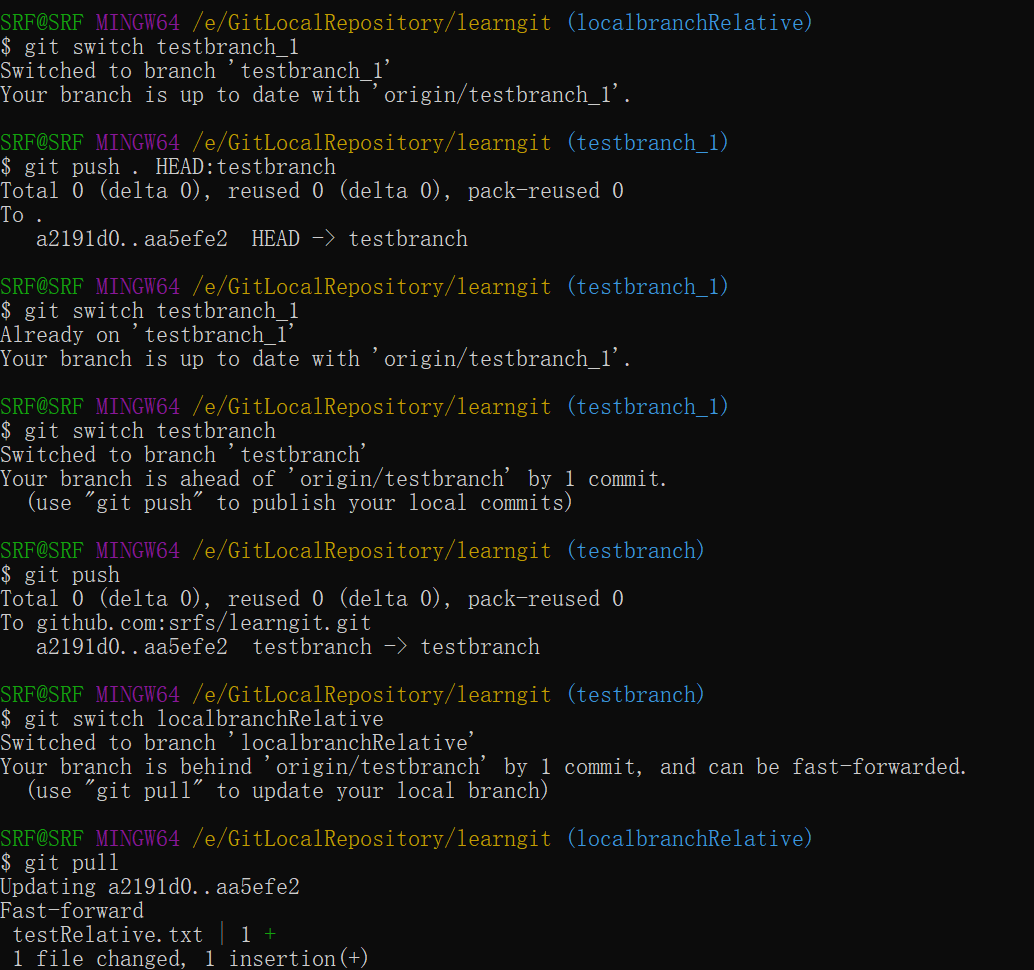 SRF@SRF MINGW64 /e/GitLocalRepository/learngit (localbranchRelative)
$ git switch testbranch_1
Switched to branch 'testbranch_1'
Your branch is up to date with 'origin/testbranch_1'.
SRF@SRF MINGW64 /e/GitLocalRepository/learngit (testbranch_1)
$ git push . HEAD:testbranch
Total 0 (delta 0), reused 0 (delta 0), pack-reused 0
To .
   a2191d0..aa5efe2  HEAD -> testbranch
SRF@SRF MINGW64 /e/GitLocalRepository/learngit (testbranch_1)
$ git switch testbranch_1
Already on 'testbranch_1'
Your branch is up to date with 'origin/testbranch_1'.
SRF@SRF MINGW64 /e/GitLocalRepository/learngit (testbranch_1)
$ git switch testbranch
Switched to branch 'testbranch'
Your branch is ahead of 'origin/testbranch' by 1 commit.
  (use "git push" to publish your local commits)
SRF@SRF MINGW64 /e/GitLocalRepository/learngit (testbranch)
$ git push
Total 0 (delta 0), reused 0 (delta 0), pack-reused 0
To github.com:srfs/learngit.git
   a2191d0..aa5efe2  testbranch -> testbranch
SRF@SRF MINGW64 /e/GitLocalRepository/learngit (testbranch)
$ git switch localbranchRelative
Switched to branch 'localbranchRelative'
Your branch is behind 'origin/testbranch' by 1 commit, and can be fast-forwarded.
  (use "git pull" to update your local branch)
SRF@SRF MINGW64 /e/GitLocalRepository/learngit (localbranchRelative)
$ git pull
Updating a2191d0..aa5efe2
Fast-forward
 testRelative.txt | 1 +
 1 file changed, 1 insertion(+)